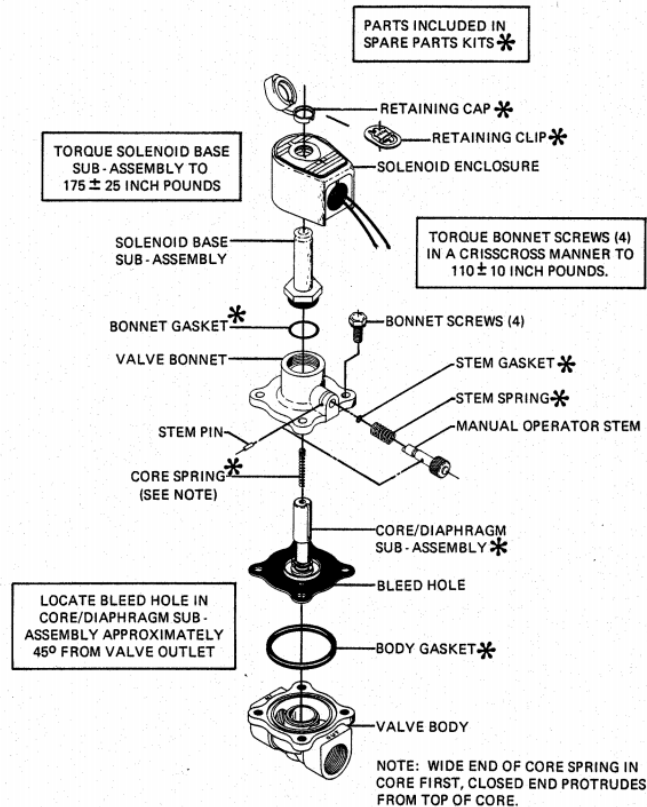 PARTS INCLUDED IN
SPARE PARTS KITS *
RETAINING CAP *
RETAINING CLIP *
TORQUE SOLENOID BASE
SUB - ASSEMBLY TO
175 ± 25 INCH POUNDS
SOLENOID ENCLOSURE
SOLENOID BASE
SUB - ASSEMBLY
TORQUE BONNET SCREWS (4)
IN A CRISSCROSS MANNER TO
110 ± 10 INCH POUNDS.
BONNET GASKET *
BONNET SCREWS (4)
VALVE BONNET
STEM GASKET *
STEM SPRING *
MANUAL OPERATOR STEM
STEM PIN
CORE SPRING *
(SEE NOTE)
CORE/DIAPHRAGM
SUB - ASSEMBLY *
BLEED HOLE
LOCATE BLEED HOLE IN
CORE/DIAPHRAGM SUB -
ASSEMBLY APPROXIMATELY
45º FROM VALVE OUTLET
BODY GASKET *
VALVE BODY
NOTE: WIDE END OF CORE SPRING IN
CORE FIRST, CLOSED END PROTRUDES
FROM TOP OF CORE.